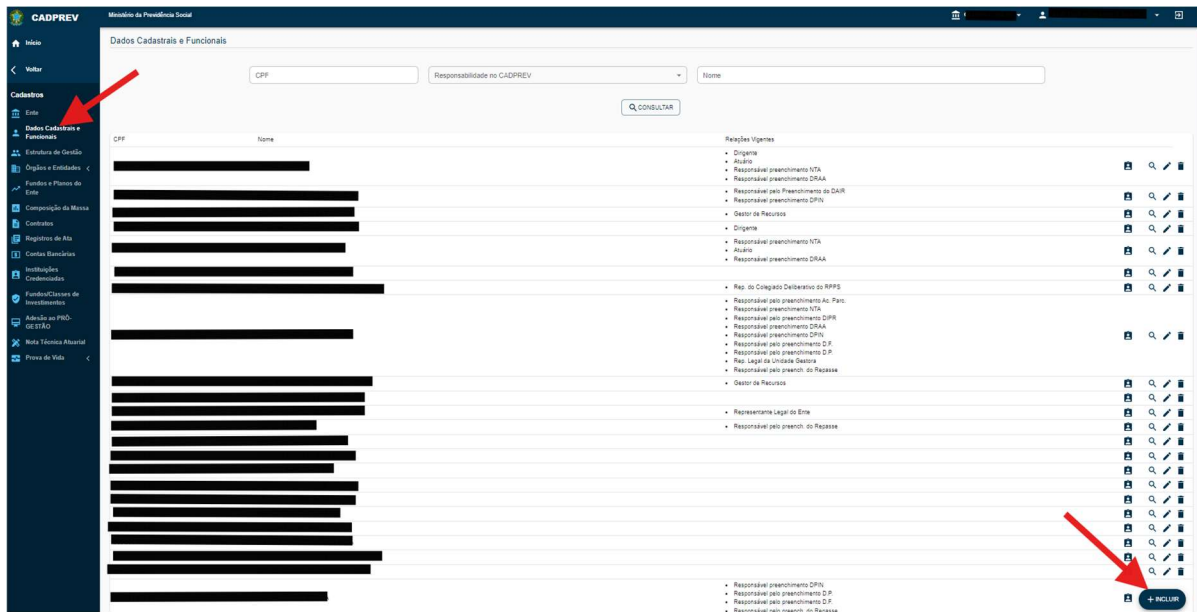 CADPREV
Ministério da Previdência Social
Início
Voltar
Cadastros
Ente
Dados Cadastrais e
Funcionais
Estrutura de Gestão
Órgãos e Entidades
Fundos e Planos do
Ente
Composição da Massa
Contratos
Registros de Ata
Contas Bancárias
Instituições
Credenciadas
Fundos/Classes de
Investimentos
Adesão ao PRÓ-
GESTÃO
Nota Técnica Atuarial
Prova de Vida
Dados Cadastrais e Funcionais
CPF
Responsabilidade no CADPREV
Nome
CONSULTAR
CPF Nome Relações Vigentes
• Dirigente
• Atuário
• Responsável preenchimento NTA
• Responsável preenchimento DRAA
• Responsável pelo Preenchimento do DAIR
• Responsável preenchimento DPIN
• Gestor de Recursos
• Dirigente
• Responsável preenchimento NTA
• Atuário
• Responsável preenchimento DRAA
• Rep. do Colegiado Deliberativo do RPPS
• Responsável pelo preenchimento Ac. Parc.
• Responsável preenchimento NTA
• Responsável pelo preenchimento DIPR
• Responsável preenchimento DRAA
• Responsável preenchimento DPIN
• Responsável pelo preenchimento D.F.
• Responsável pelo preenchimento D.P.
• Rep. Legal da Unidade Gestora
• Responsável pelo preench. do Repasse
• Gestor de Recursos
• Representante Legal do Ente
• Responsável pelo preench. do Repasse
• Responsável preenchimento DPIN
• Responsável pelo preenchimento D.P.
• Responsável pelo preenchimento D.F.
• Responsável pelo preench. do Repasse
+ INCLUIR